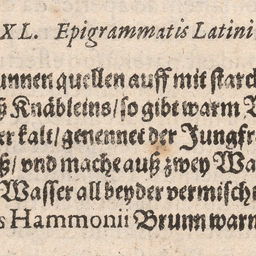 XL. Epigrammatis Latini
unnen quellen auff mit starck
ß Knäbleins/ so gibt warm
er kalt/ genennet der Jungfr
ß/ vnd mache auß zwey Wa
Wasser all beyder vermischt
s Hammonii Brunn warn